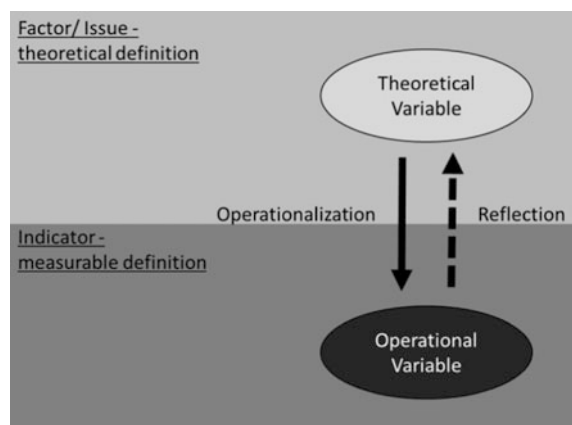 Factor/ Issue -
theoretical definition
Theoretical
Variable
Operationalization
Reflection
Indicator -
measurable definition
Operational
Variable